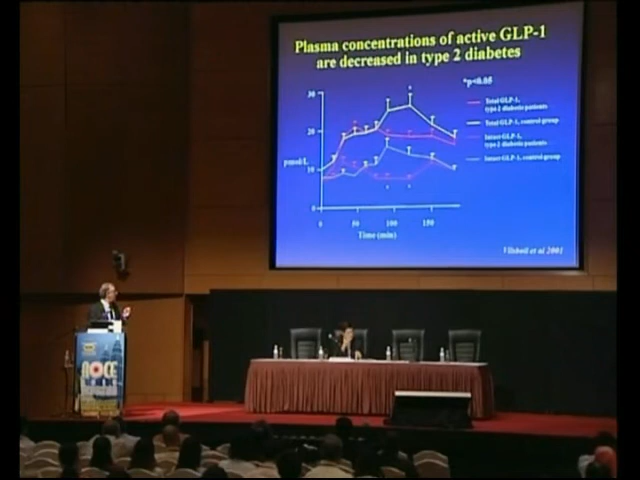 Plasma concentrations of active GLP-1
are decreased in type 2 diabetes
*p<0.05
Total GLP-1,
type 2 diabetic patients
Total GLP-1, control group
Intact GLP-1,
type 2 diabetic patients
Intact GLP-1, control group
30
20
pmol/L
10
0
0 50 100 150
Time (min)
Vilsboll et al 2001